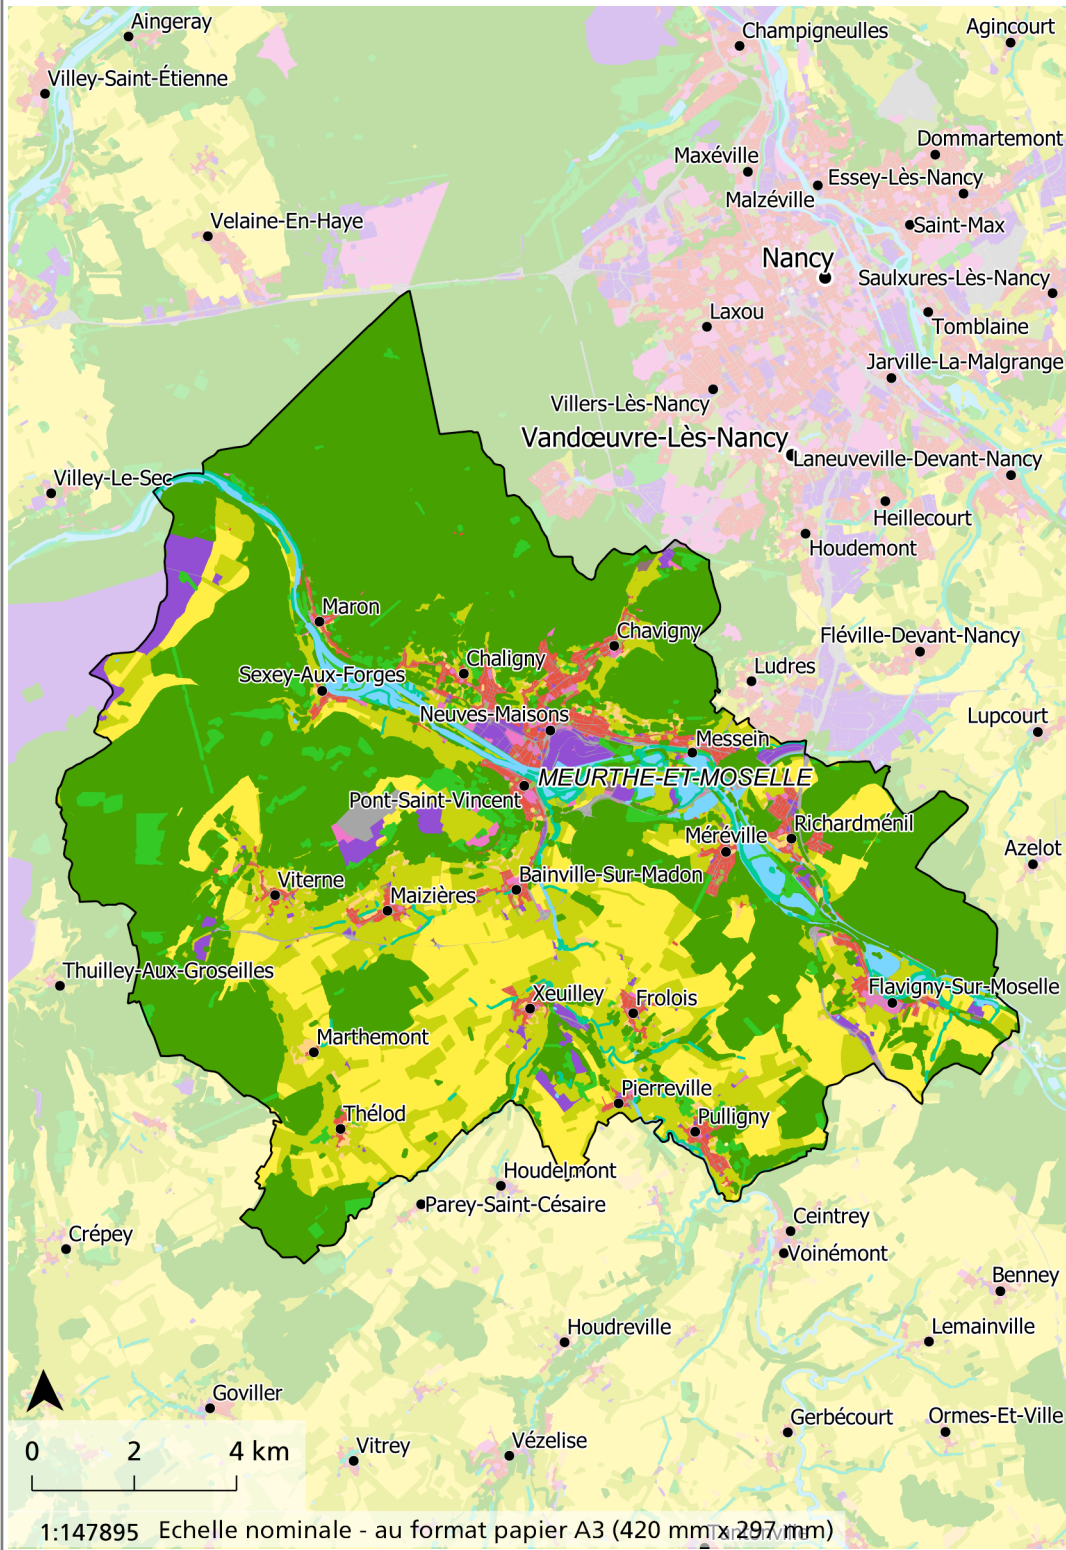 Aingeray
Champigneulles
Agincourt
Villey-Saint-Étienne
Dommartemont
Maxéville
Essey-Lès-Nancy
Malzéville
Velaine-En-Haye
Saint-Max
Nancy
Saulxures-Lès-Nancy
Laxou
Tomblaine
Jarville-La-Malgrange
Villers-Lès-Nancy
Vandœuvre-Lès-Nancy
Laneuveville-Devant-Nancy
Villey-Le-Sec
Heillecourt
Houdemont
Maron
Chavigny
Fléville-Devant-Nancy
Chaligny
Ludres
Sexey-Aux-Forges
Neuves-Maisons
Lupcourt
Messein
MEURTHE-ET-MOSELLE
Pont-Saint-Vincent
Richardménil
Méréville
Azelot
Viterne
Bainville-Sur-Madon
Maizières
Thuilley-Aux-Groseilles
Flavigny-Sur-Moselle
Xeuilley
Frolois
Marthemont
Pierreville
Thélod
Pulligny
Houdelmont
Parey-Saint-Césaire
Ceintrey
Crépey
Voinémont
Benney
Houdreville
Lemainville
Goviller
Gerbécourt
Ormes-Et-Ville
Vézelise
Vitrey
0 2 4 km
Tantonville
1:147895 Echelle nominale - au format papier A3 (420 mm x 297 mm)